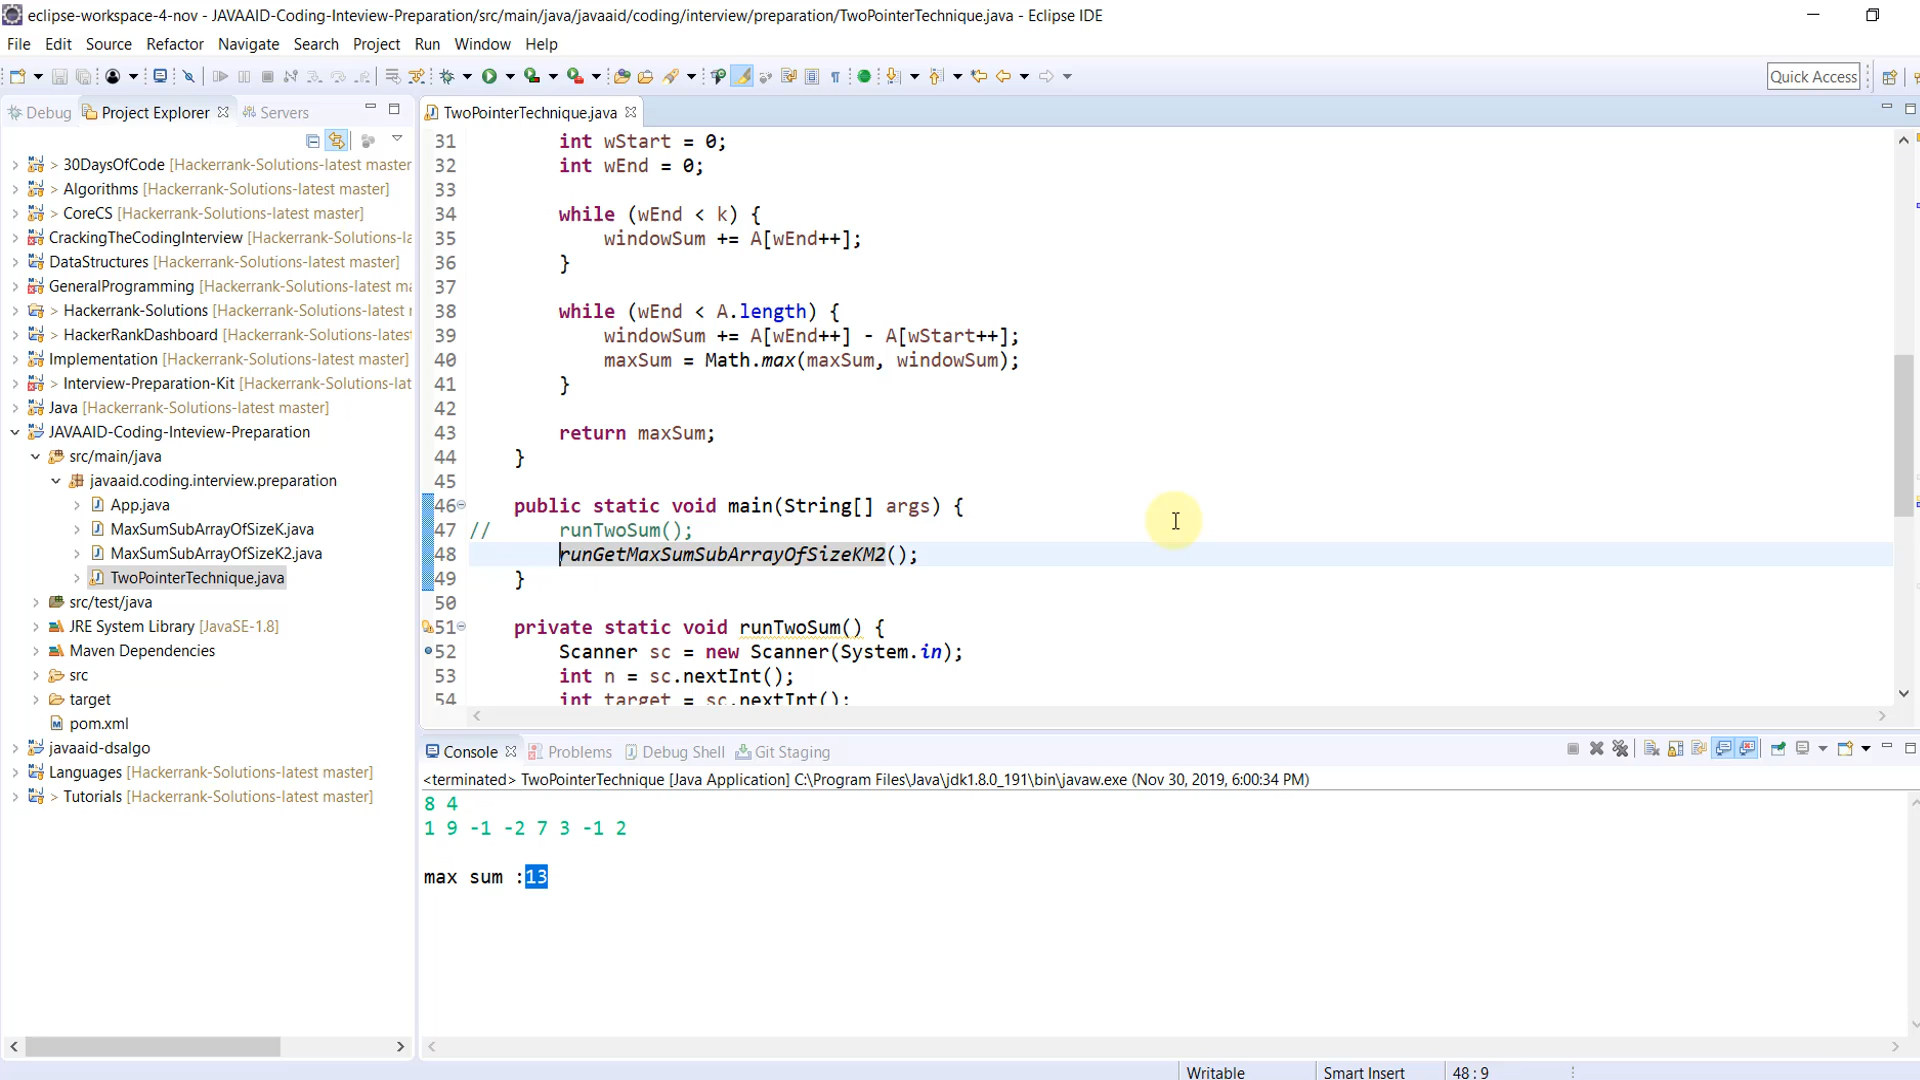 eclipse-workspace-4-nov - JAVAAID-Coding-Inteview-Preparation/src/main/java/javaaid/coding/interview/preparation/TwoPointerTechnique.java - Eclipse IDE
File Edit Source Refactor Navigate Search Project Run Window Help
Quick Access
Debug Project Explorer Servers
TwoPointerTechnique.java
> 30DaysOfCode [Hackerrank-Solutions-latest master]
> Algorithms [Hackerrank-Solutions-latest master]
> CoreCS [Hackerrank-Solutions-latest master]
CrackingTheCodingInterview [Hackerrank-Solutions-la
DataStructures [Hackerrank-Solutions-latest master]
GeneralProgramming [Hackerrank-Solutions-latest ma
> Hackerrank-Solutions [Hackerrank-Solutions-latest r
> HackerRankDashboard [Hackerrank-Solutions-latest
Implementation [Hackerrank-Solutions-latest master]
> Interview-Preparation-Kit [Hackerrank-Solutions-lat
Java [Hackerrank-Solutions-latest master]
JAVAAID-Coding-Inteview-Preparation
src/main/java
javaaid.coding.interview.preparation
App.java
MaxSumSubArrayOfSizeK.java
MaxSumSubArrayOfSizeK2.java
TwoPointerTechnique.java
src/test/java
JRE System Library [JavaSE-1.8]
Maven Dependencies
src
target
pom.xml
javaaid-dsalgo
Languages [Hackerrank-Solutions-latest master]
> Tutorials [Hackerrank-Solutions-latest master]
31 int wStart = 0;
32 int wEnd = 0;
33
34 while (wEnd < k) {
35 windowSum += A[wEnd++];
36 }
37
38 while (wEnd < A.length) {
39 windowSum += A[wEnd++] - A[wStart++];
40 maxSum = Math.max(maxSum, windowSum);
41 }
42
43 return maxSum;
44 }
45
46 public static void main(String[] args) {
47 // runTwoSum();
48 runGetMaxSumSubArrayOfSizeKM2();
49 }
50
51 private static void runTwoSum() {
52 Scanner sc = new Scanner(System.in);
53 int n = sc.nextInt();
54 int target = sc.nextInt();
Console Problems Debug Shell Git Staging
<terminated> TwoPointerTechnique [Java Application] C:\Program Files\Java\jdk1.8.0_191\bin\javaw.exe (Nov 30, 2019, 6:00:34 PM)
8 4
1 9 -1 -2 7 3 -1 2
max sum :13
Writable Smart Insert 48 : 9